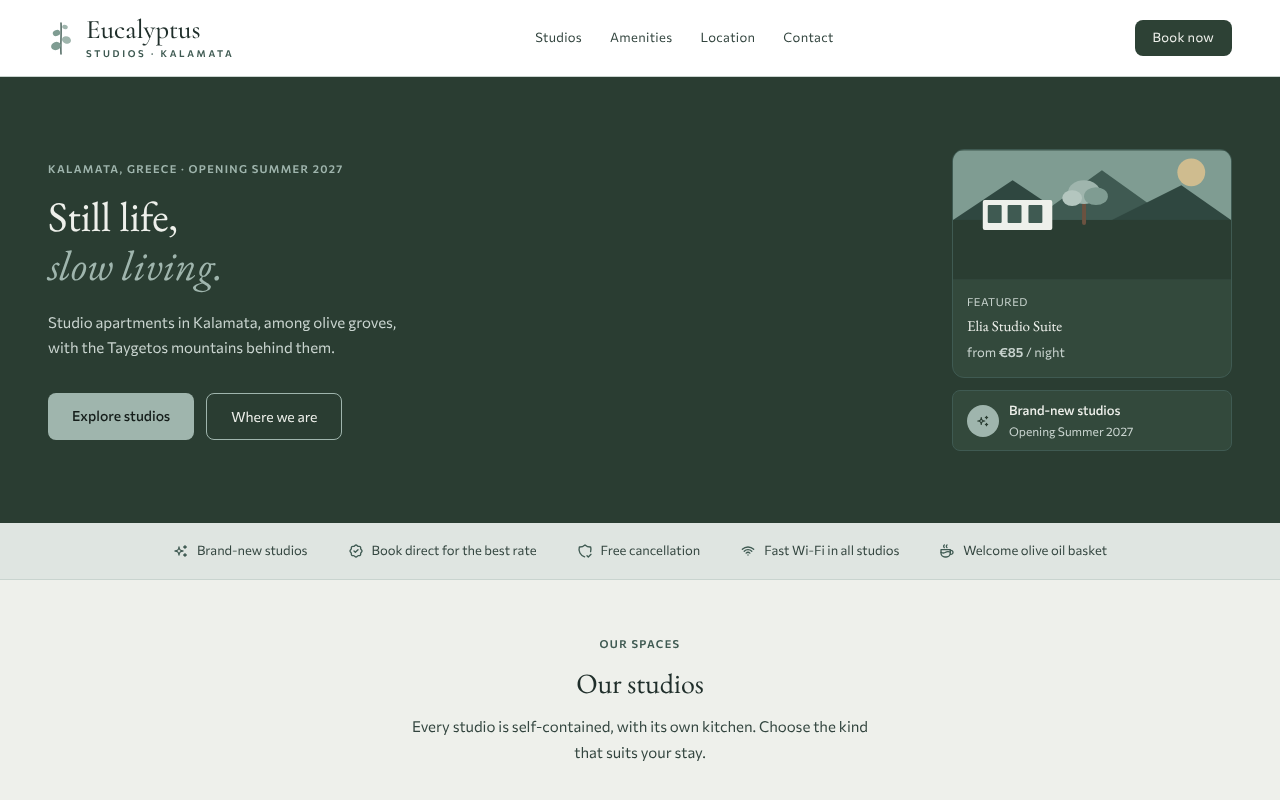 Eucalyptus
STUDIOS · KALAMATA
Studios
Amenities
Location
Contact
Book now
KALAMATA, GREECE · OPENING SUMMER 2027
Still life,
slow living.
Studio apartments in Kalamata, among olive groves,
with the Taygetos mountains behind them.
Explore studios
Where we are
FEATURED
Elia Studio Suite
from €85 / night
Brand-new studios
Opening Summer 2027
Brand-new studios
Book direct for the best rate
Free cancellation
Fast Wi-Fi in all studios
Welcome olive oil basket
OUR SPACES
Our studios
Every studio is self-contained, with its own kitchen. Choose the kind
that suits your stay.